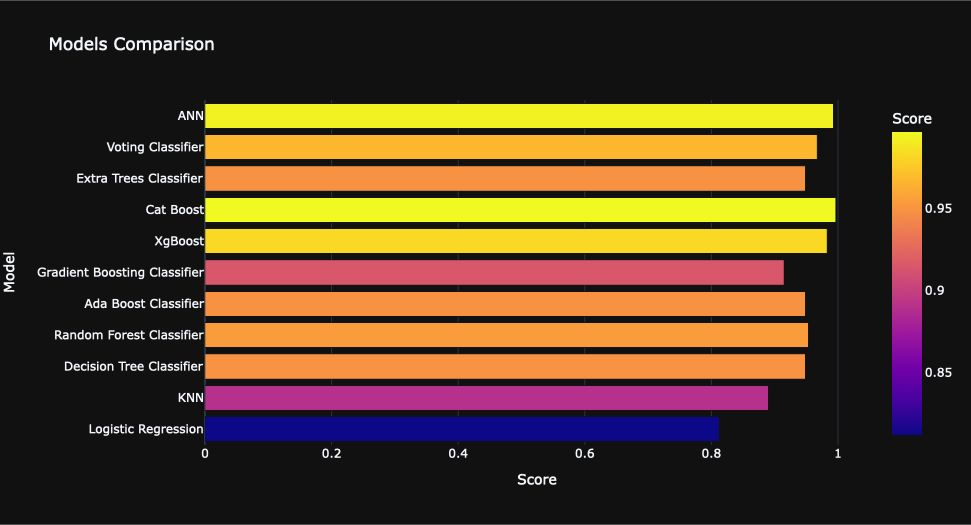 Models Comparison
Score
ANN
Voting Classifier
Extra Trees Classifier
Cat Boost
XgBoost
Gradient Boosting Classifier
Ada Boost Classifier
Random Forest Classifier
Decision Tree Classifier
KNN
Logistic Regression
Model
0.95
0.9
0.85
0 0.2 0.4 0.6 0.8 1
Score